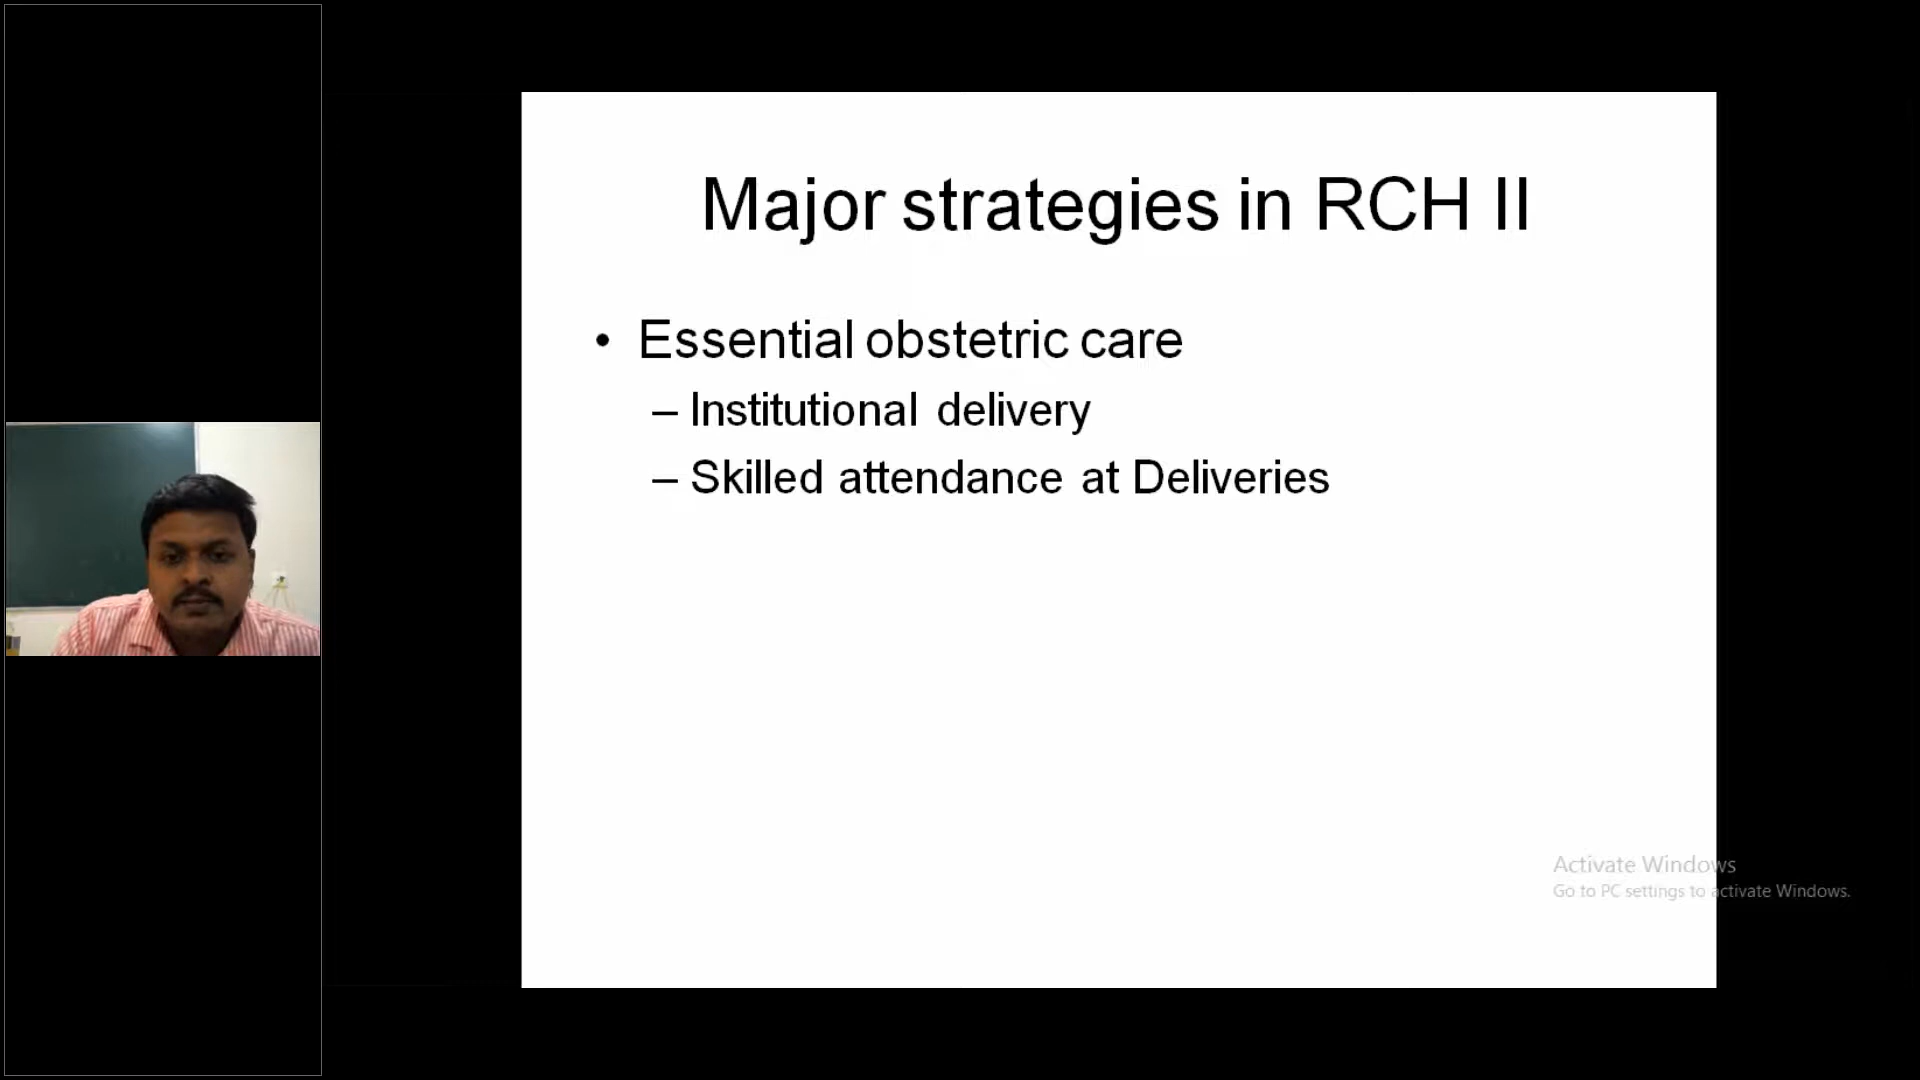 Major strategies in RCH II
• Essential obstetric care
– Institutional delivery
– Skilled attendance at Deliveries
Activate Windows
Go to PC settings to activate Windows.